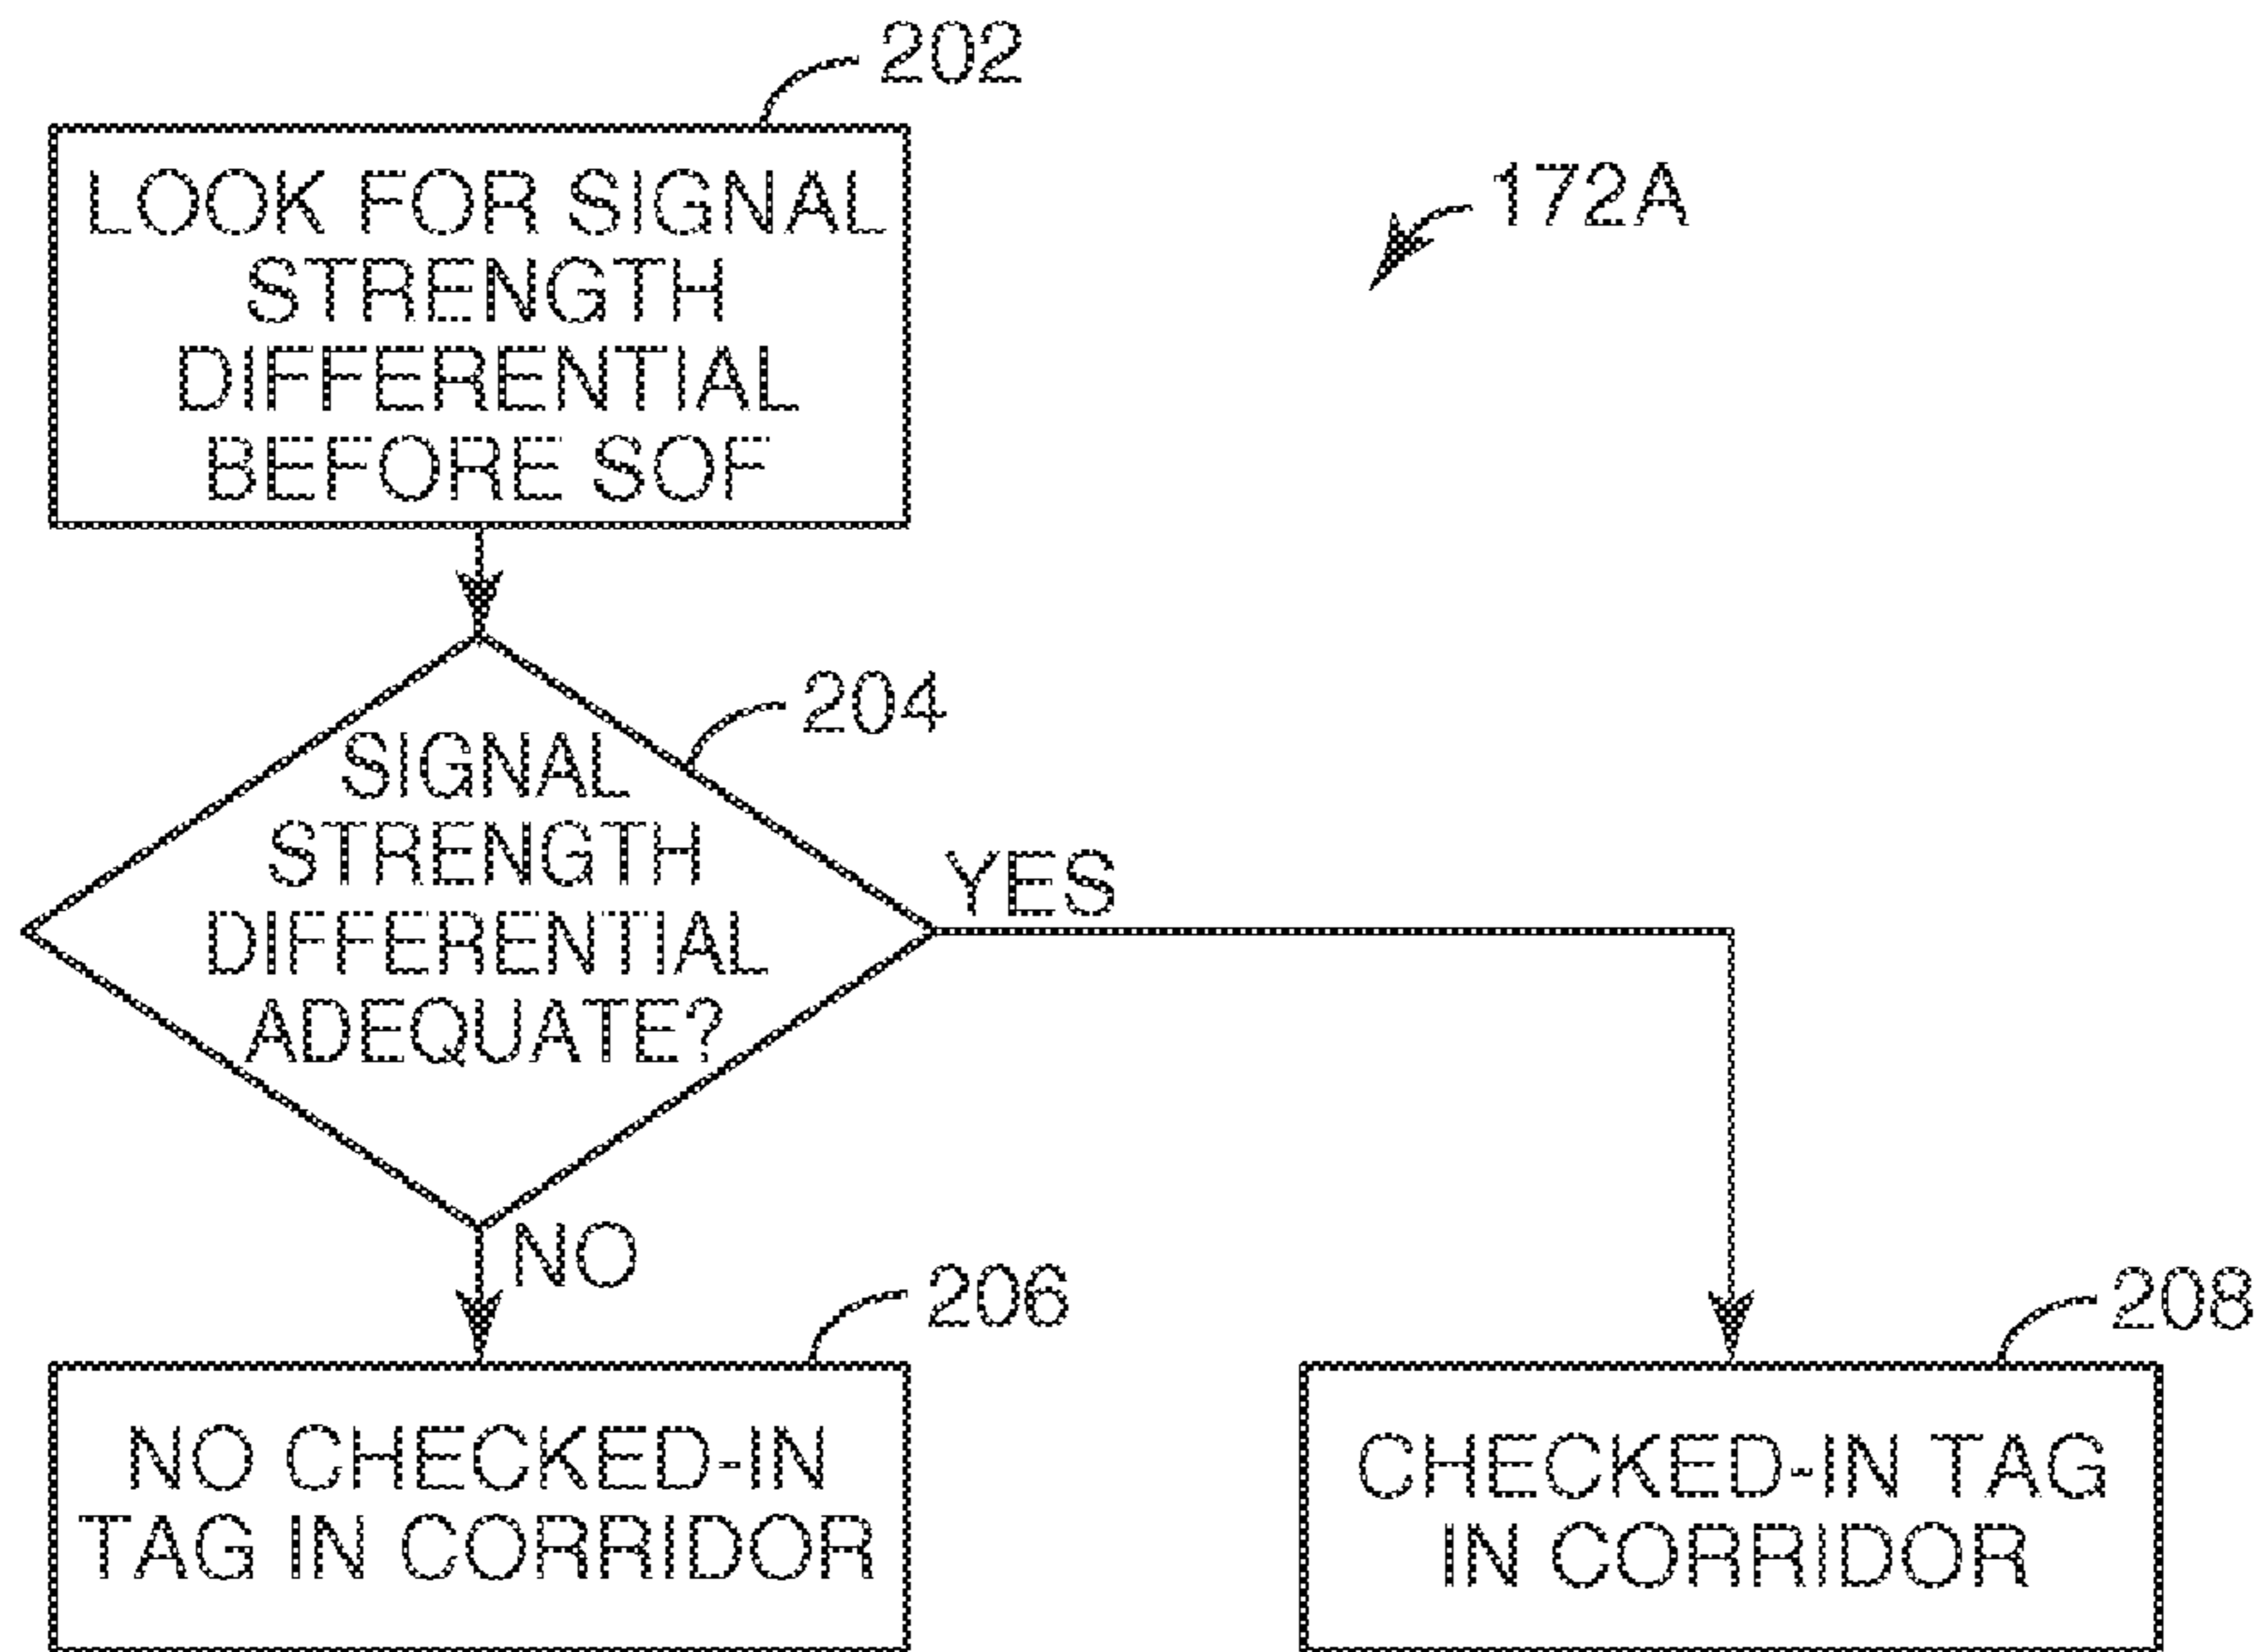 202
LOOK FOR SIGNAL
STRENGTH
DIFFERENTIAL
BEFORE SOF
172A
204
SIGNAL
STRENGTH
DIFFERENTIAL
ADEQUATE?
YES
NO
206
NO CHECKED-IN
TAG IN CORRIDOR
208
CHECKED-IN TAG
IN CORRIDOR